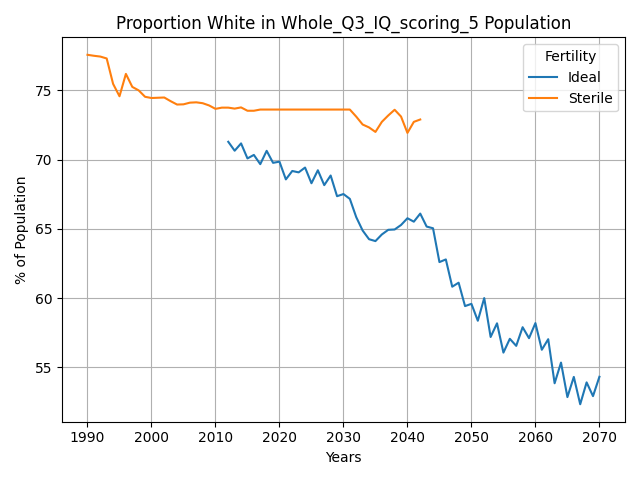 Proportion White in Whole_Q3_IQ_scoring_5 Population
Fertility
Ideal
Sterile
% of Population
75
70
65
60
55
1990 2000 2010 2020 2030 2040 2050 2060 2070
Years